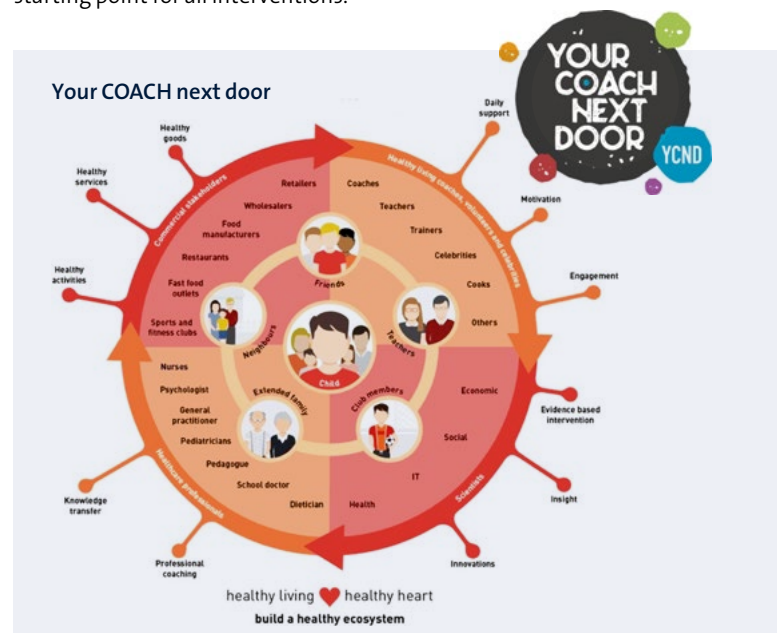 starting point for all interventions.
YOUR
COACH
NEXT
DOOR
YCND
Your COACH next door
Healthy
goods
Healthy
services
Healthy
activities
Daily
support
Motivation
Engagement
Evidence based
intervention
insight
Innovations
Professional
coaching
Knowledge
transfer
Commercial stakeholders
Retailers
Wholesalers
Food
manufacturers
Restaurants
Fast food
outlets
Sports and
fitness clubs
Healthy living coaches, volunteers and celebrities
Coaches
Teachers
Trainers
Celebrities
Cooks
Others
Friends
Neighbours
Teachers
Child
Extended family
Club members
Healthcare professionals
Nurses
Psychologist
General
practitioner
Pediatricians
Pedagogue
School doctor
Dietician
Scientists
Economic
Social
IT
Health
healthy living healthy heart
build a healthy ecosystem